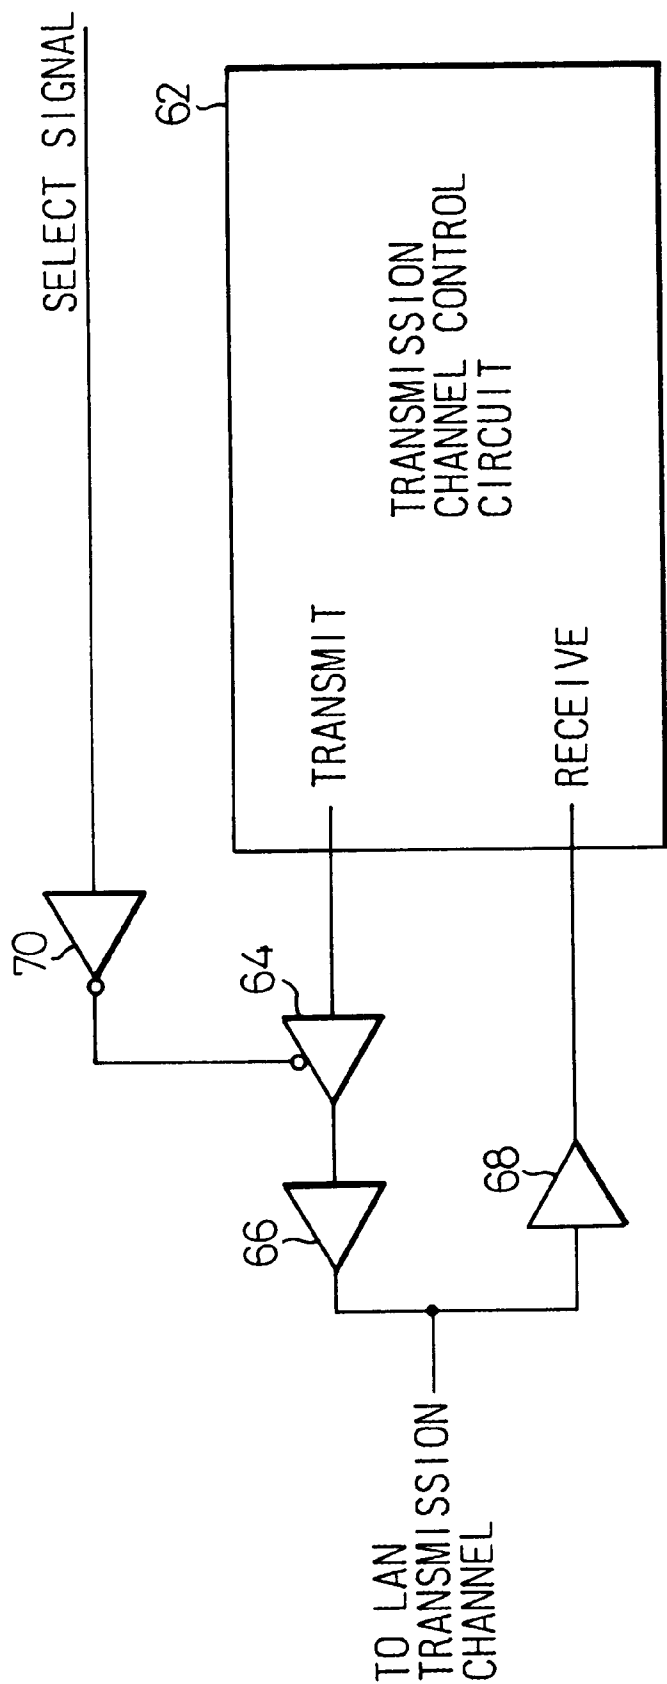 SELECT SIGNAL
70
62
64
TRANSMIT
TRANSMISSION
CHANNEL CONTROL
CIRCUIT
66
68
RECEIVE
TO LAN
TRANSMISSION
CHANNEL